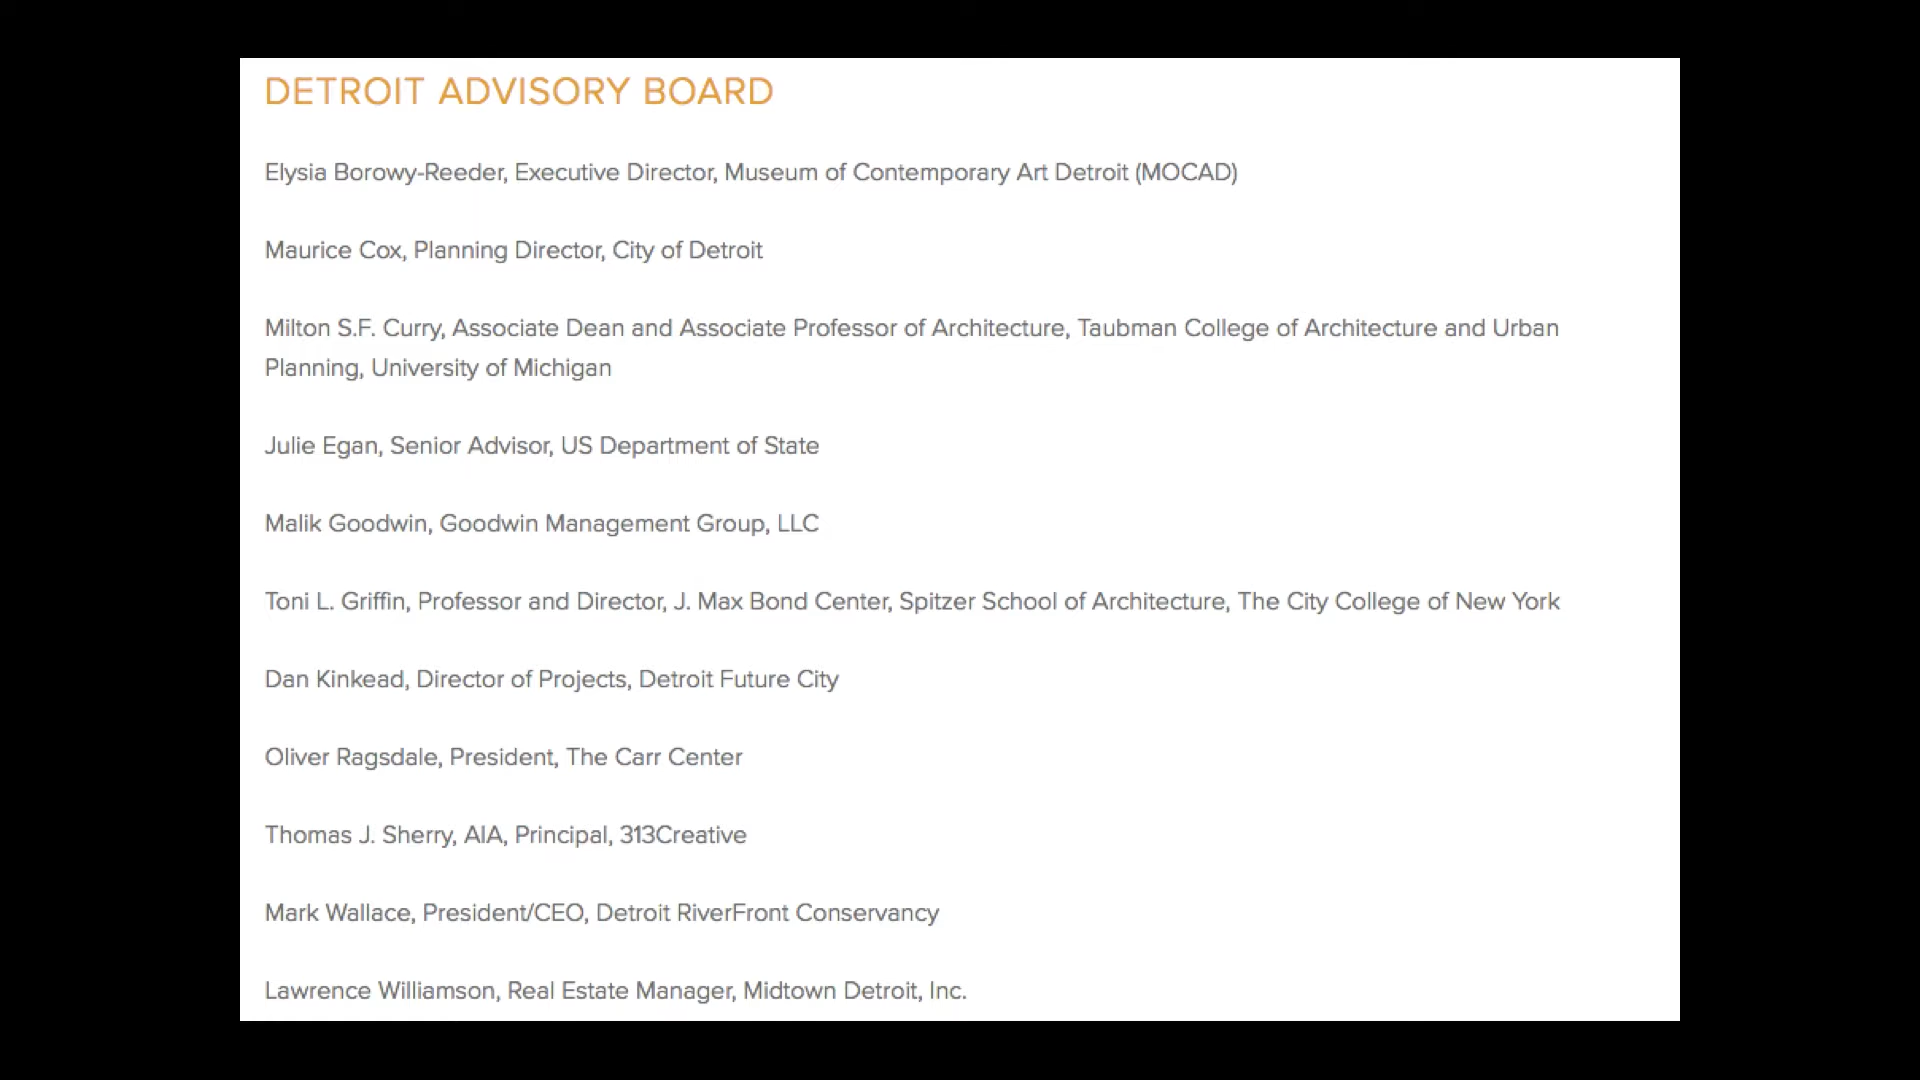 DETROIT ADVISORY BOARD
Elysia Borowy-Reeder, Executive Director, Museum of Contemporary Art Detroit (MOCAD)
Maurice Cox, Planning Director, City of Detroit
Milton S.F. Curry, Associate Dean and Associate Professor of Architecture, Taubman College of Architecture and Urban
Planning, University of Michigan
Julie Egan, Senior Advisor, US Department of State
Malik Goodwin, Goodwin Management Group, LLC
Toni L. Griffin, Professor and Director, J. Max Bond Center, Spitzer School of Architecture, The City College of New York
Dan Kinkead, Director of Projects, Detroit Future City
Oliver Ragsdale, President, The Carr Center
Thomas J. Sherry, AIA, Principal, 313Creative
Mark Wallace, President/CEO, Detroit RiverFront Conservancy
Lawrence Williamson, Real Estate Manager, Midtown Detroit, Inc.